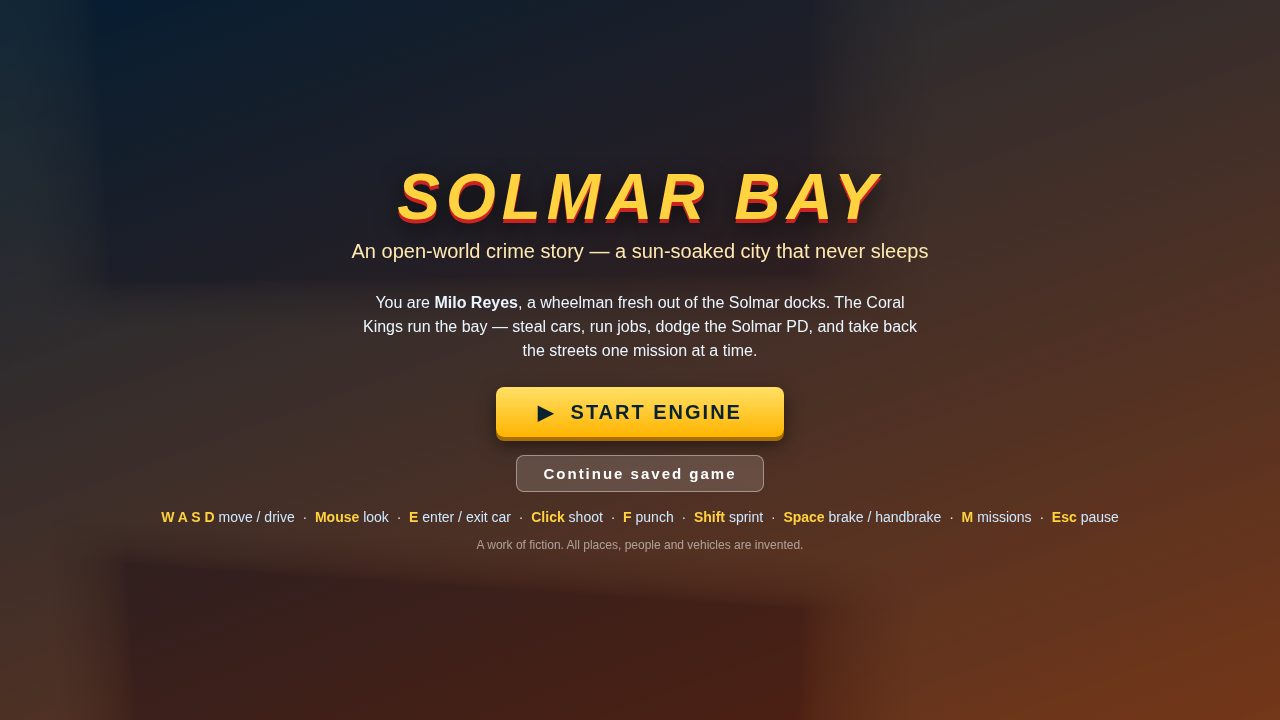 SOLMAR BAY
An open-world crime story — a sun-soaked city that never sleeps
You are Milo Reyes, a wheelman fresh out of the Solmar docks. The Coral
Kings run the bay — steal cars, run jobs, dodge the Solmar PD, and take back
the streets one mission at a time.
▶ START ENGINE
Continue saved game
W A S D move / drive · Mouse look · E enter / exit car · Click shoot · F punch · Shift sprint · Space brake / handbrake · M missions · Esc pause
A work of fiction. All places, people and vehicles are invented.